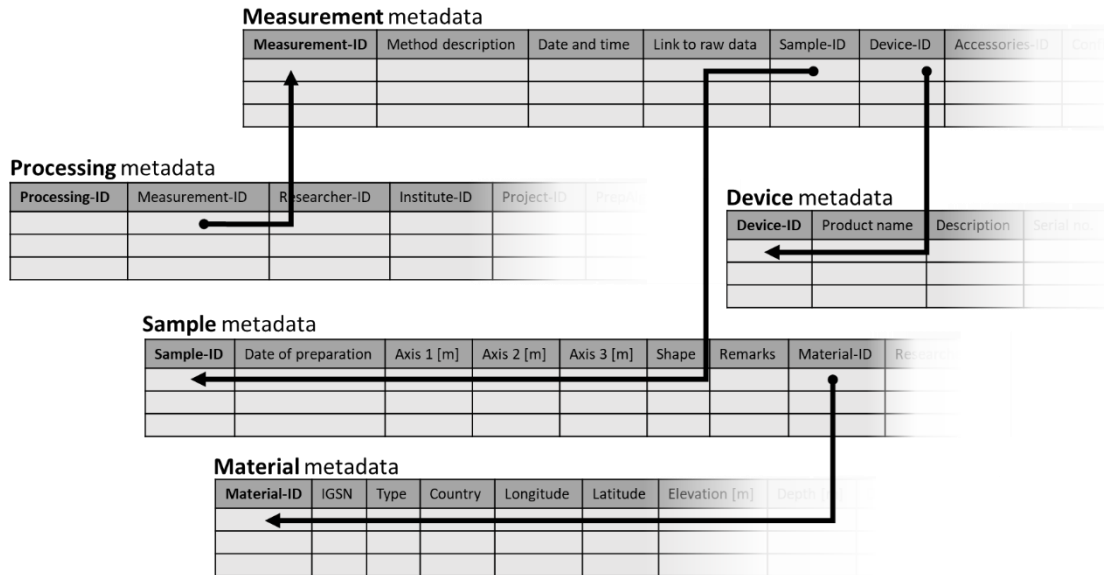 Measurement metadata
Measurement-ID Method description Date and time Link to raw data Sample-ID Device-ID Accessories-ID
Processing metadata
Processing-ID Measurement-ID Researcher-ID Institute-ID Project-ID
Device metadata
Device-ID Product name Description Serial no.
Sample metadata
Sample-ID Date of preparation Axis 1 [m] Axis 2 [m] Axis 3 [m] Shape Remarks Material-ID
Material metadata
Material-ID IGSN Type Country Longitude Latitude Elevation [m] Depth [m]